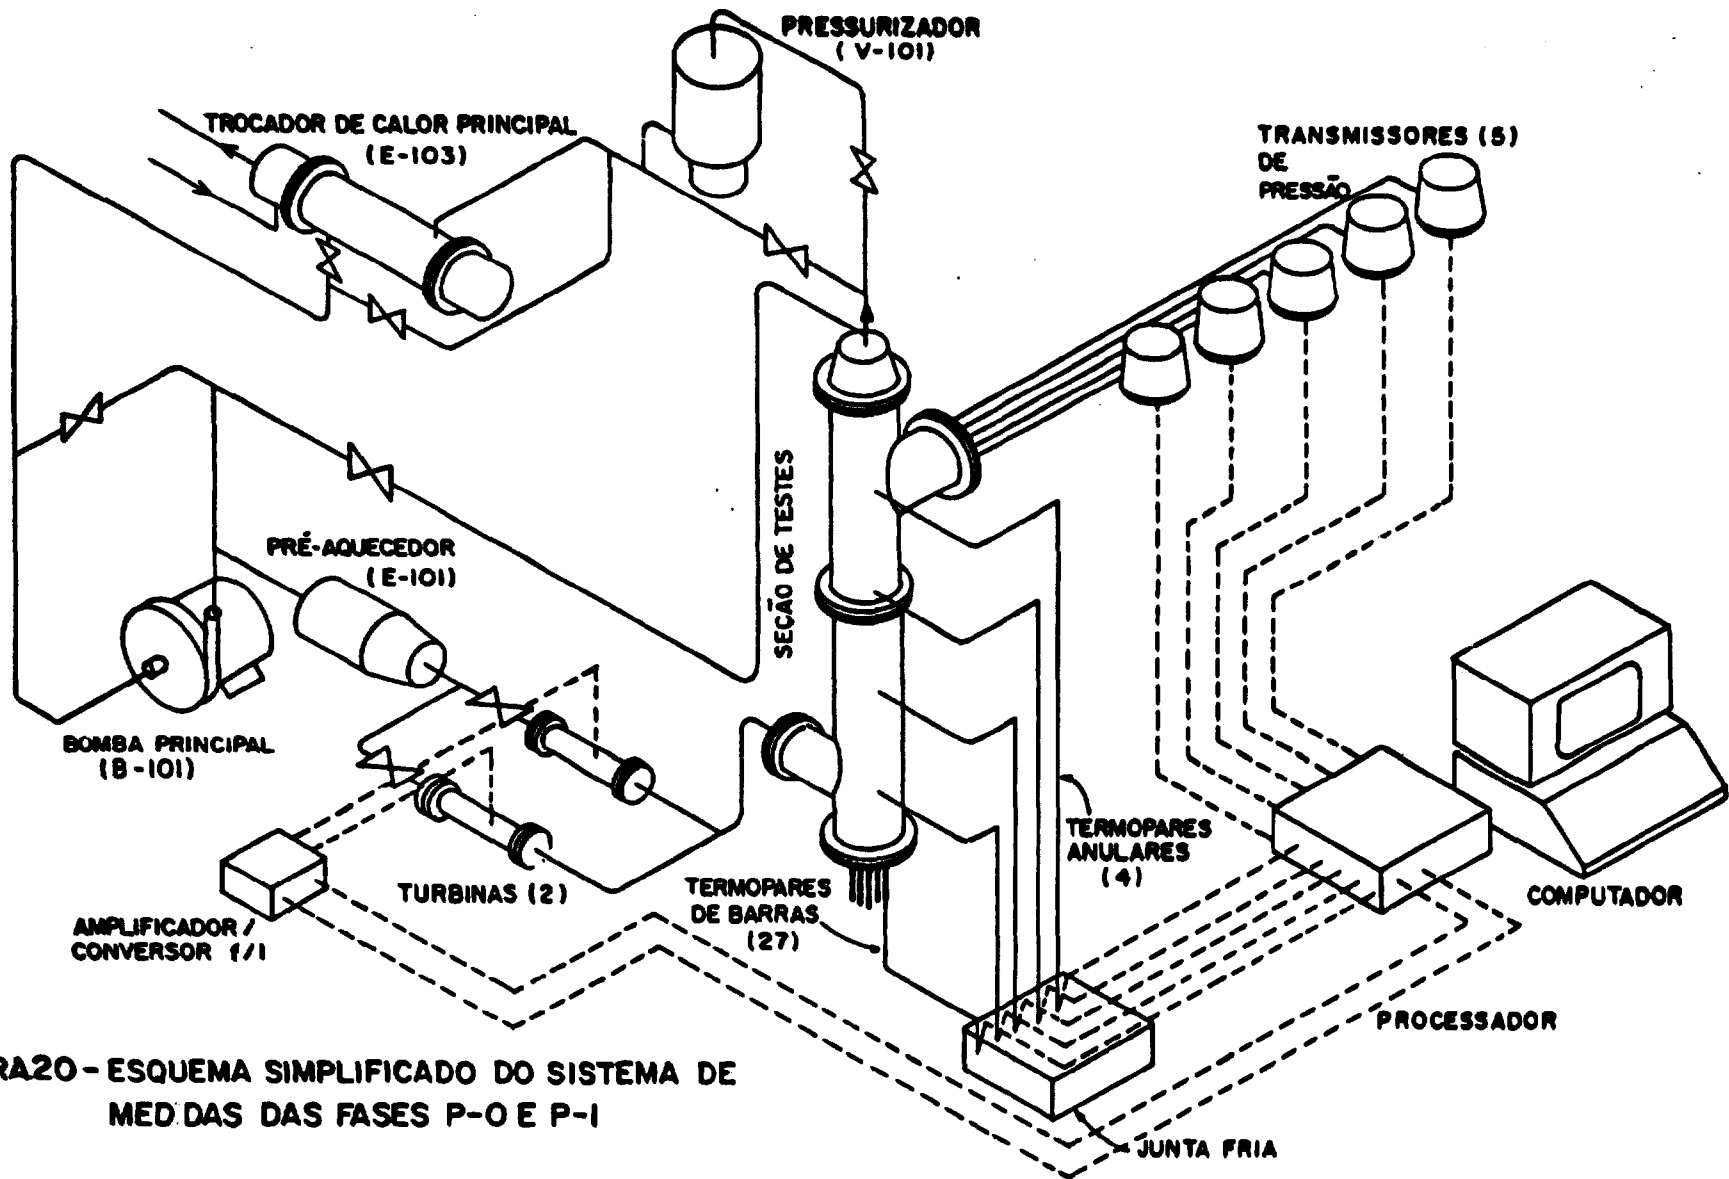 PRESSURIZADOR
(V-101)
TROCADOR DE CALOR PRINCIPAL
(E-103)
TRANSMISSORES (5)
DE
PRESSÃO
SEÇÃO DE TESTES
PRÉ-AQUECEDOR
(E-101)
BOMBA PRINCIPAL
(B-101)
TURBINAS (2)
AMPLIFICADOR /
CONVERSOR f/I
TERMOPARES
DE BARRAS
(27)
TERMOPARES
ANULARES
(4)
COMPUTADOR
PROCESSADOR
JUNTA FRIA
RA20 - ESQUEMA SIMPLIFICADO DO SISTEMA DE
MED DAS DAS FASES P-0 E P-1